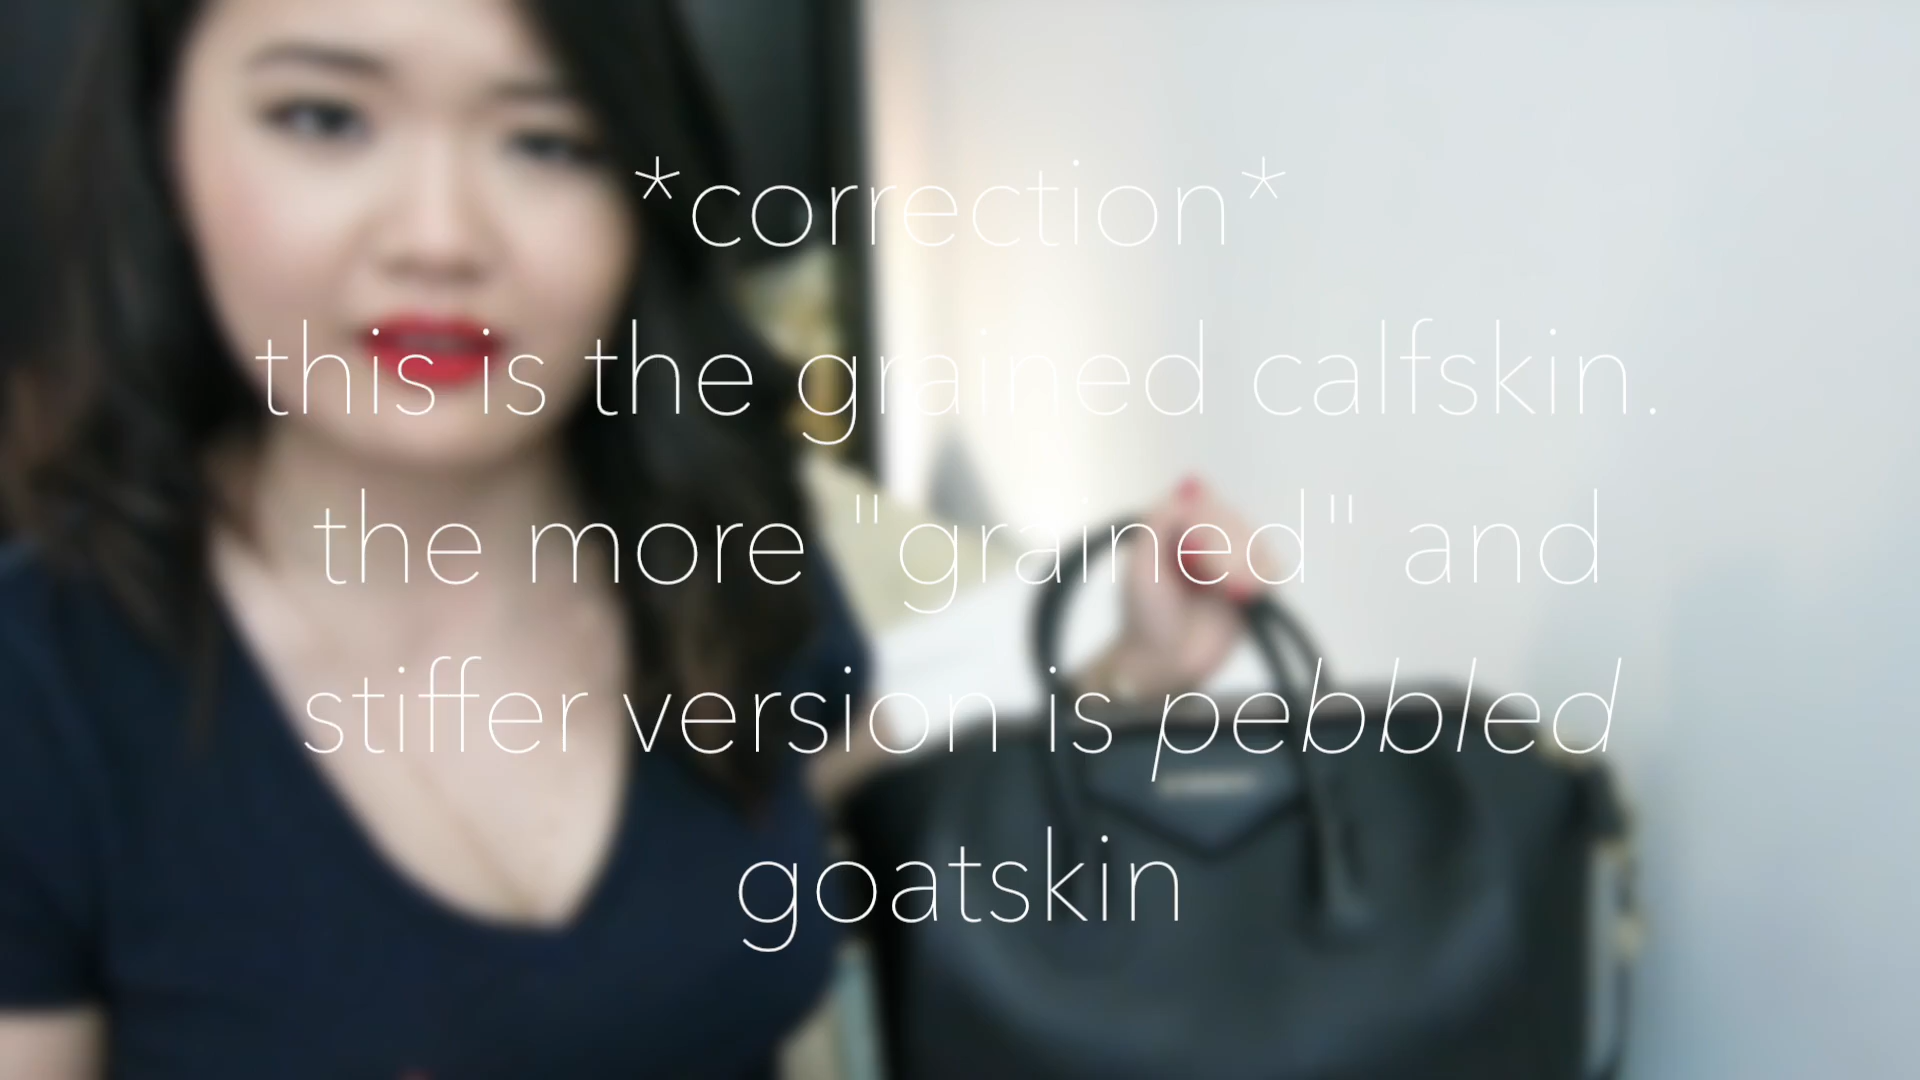 *correction*
this is the grained calfskin.
the more "grained" and
stiffer version is pebbled
goatskin